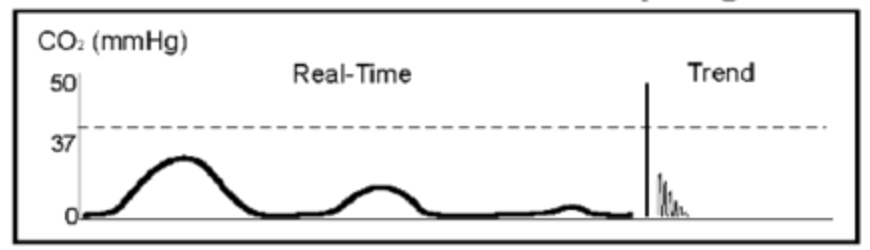 CO₂ (mmHg)
Real-Time
Trend
50
37
0